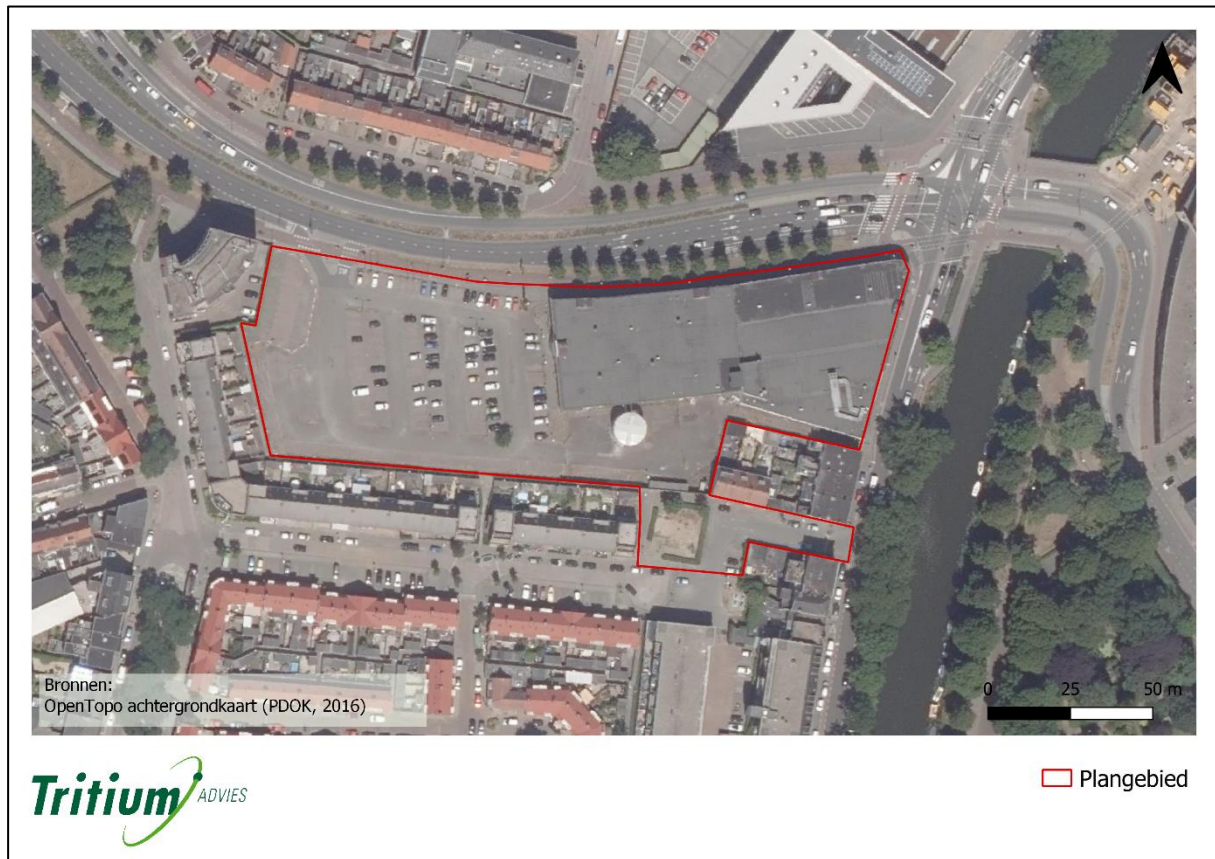 Bronnen:
OpenTopo achtergrondkaart (PDOK, 2016)
0 25 50 m
Tritium ADVIES
Plangebied